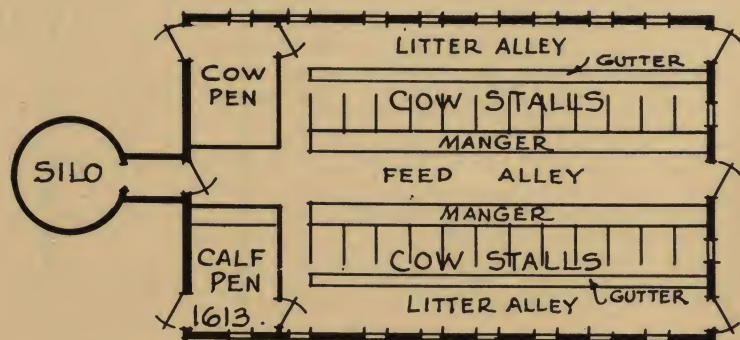 LITTER ALLEY
GUTTER
COW
PEN
COW STALLS
MANGER
SILO
FEED ALLEY
MANGER
CALF
PEN
COW STALLS
1613.
GUTTER
LITTER ALLEY